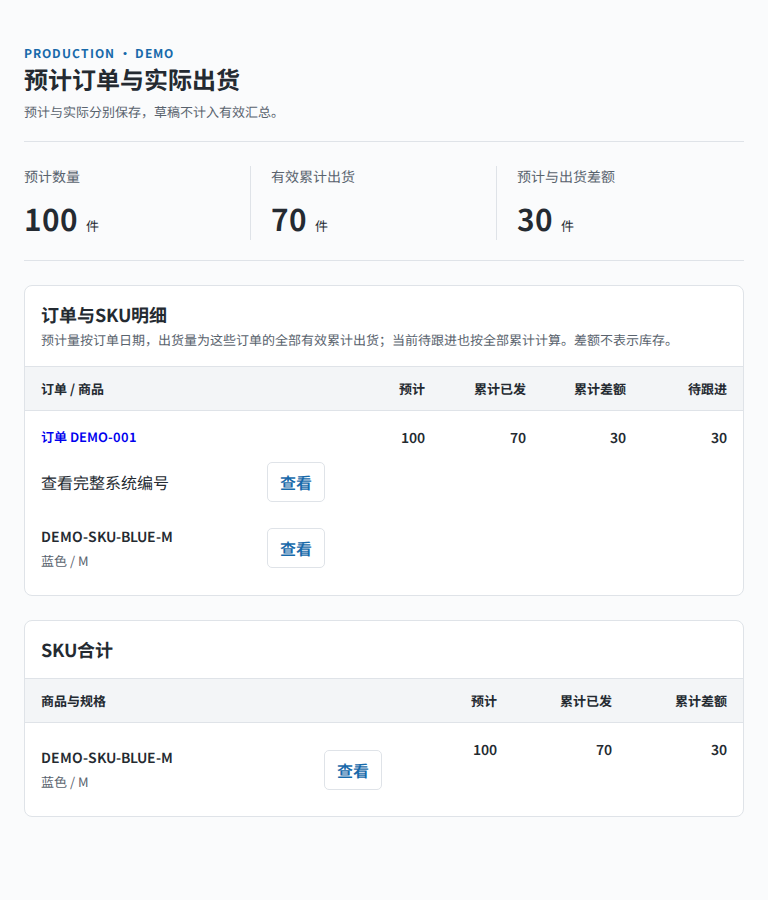 PRODUCTION · DEMO
预计订单与实际出货
预计与实际分别保存，草稿不计入有效汇总。
预计数量 有效累计出货 预计与出货差额
100 件 70 件 30 件
订单与SKU明细
预计量按订单日期，出货量为这些订单的全部有效累计出货；当前待跟进也按全部累计计算。差额不表示库存。
订单 / 商品 预计 累计已发 累计差额 待跟进
订单 DEMO-001 100 70 30 30
查看完整系统编号 查看
DEMO-SKU-BLUE-M 查看
蓝色 / M
SKU合计
商品与规格 预计 累计已发 累计差额
DEMO-SKU-BLUE-M 查看 100 70 30
蓝色 / M